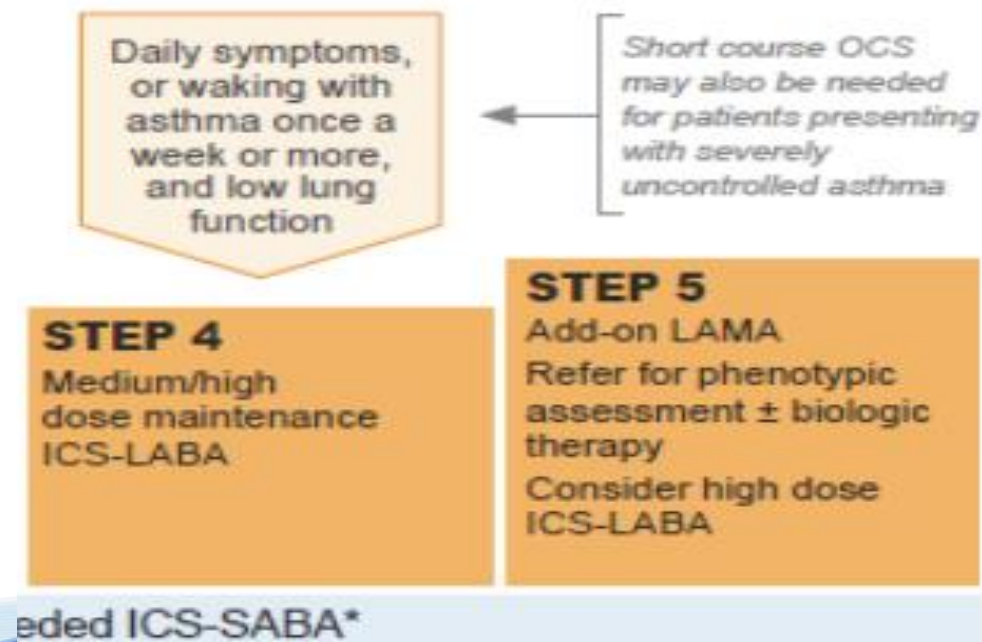 Daily symptoms,
or waking with
asthma once a
week or more,
and low lung
function
Short course OCS
may also be needed
for patients presenting
with severely
uncontrolled asthma
STEP 4
Medium/high
dose maintenance
ICS-LABA
STEP 5
Add-on LAMA
Refer for phenotypic
assessment ± biologic
therapy
Consider high dose
ICS-LABA
eded ICS-SABA*